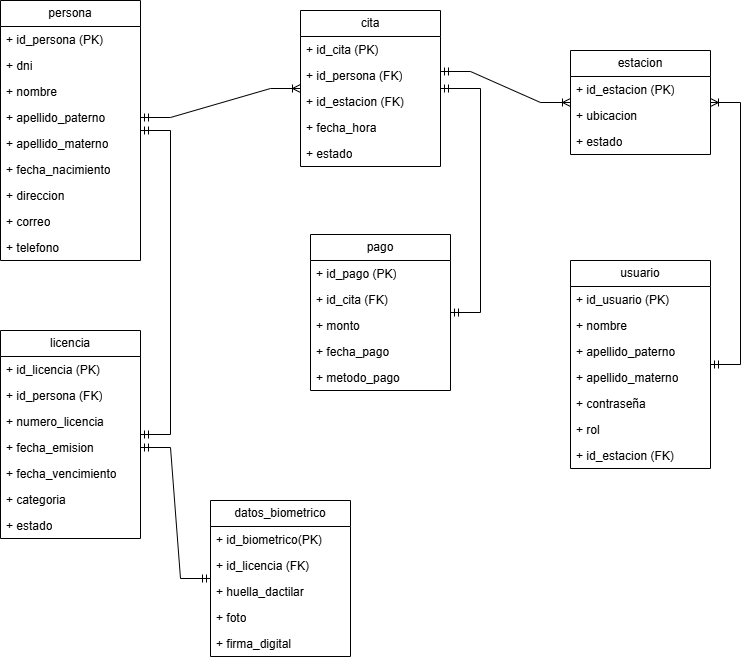 persona
+ id_persona (PK)
+ dni
+ nombre
+ apellido_paterno
+ apellido_materno
+ fecha_nacimiento
+ direccion
+ correo
+ telefono
cita
+ id_cita (PK)
+ id_persona (FK)
+ id_estacion (FK)
+ fecha_hora
+ estado
estacion
+ id_estacion (PK)
+ ubicacion
+ estado
pago
+ id_pago (PK)
+ id_cita (FK)
+ monto
+ fecha_pago
+ metodo_pago
usuario
+ id_usuario (PK)
+ nombre
+ apellido_paterno
+ apellido_materno
+ contraseña
+ rol
+ id_estacion (FK)
licencia
+ id_licencia (PK)
+ id_persona (FK)
+ numero_licencia
+ fecha_emision
+ fecha_vencimiento
+ categoria
+ estado
datos_biometrico
+ id_biometrico(PK)
+ id_licencia (FK)
+ huella_dactilar
+ foto
+ firma_digital